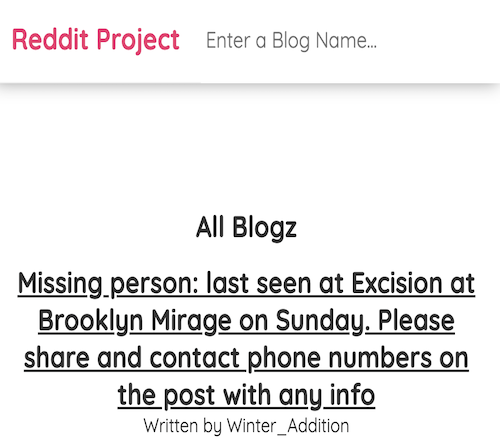 Reddit Project
Enter a Blog Name...
All Blogz
Missing person: last seen at Excision at
Brooklyn Mirage on Sunday. Please
share and contact phone numbers on
the post with any info
Written by Winter_Addition